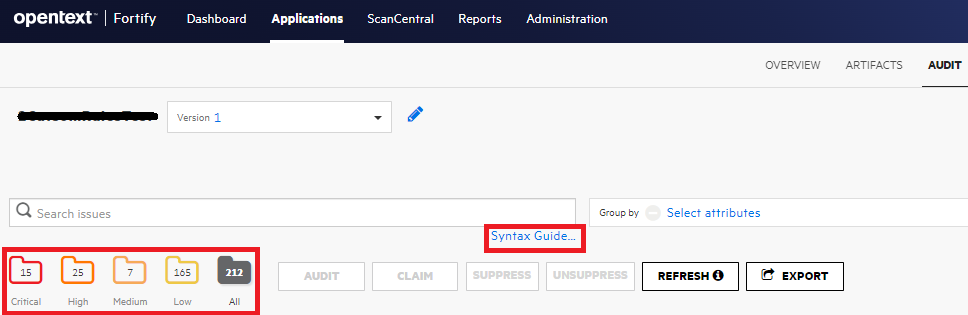 opentext™ | Fortify Dashboard Applications ScanCentral Reports Administration
OVERVIEW ARTIFACTS AUDIT
Version 1
Search issues Group by Select attributes
Syntax Guide...
15 25 7 165 212
AUDIT CLAIM SUPPRESS UNSUPPRESS REFRESH EXPORT
Critical High Medium Low All